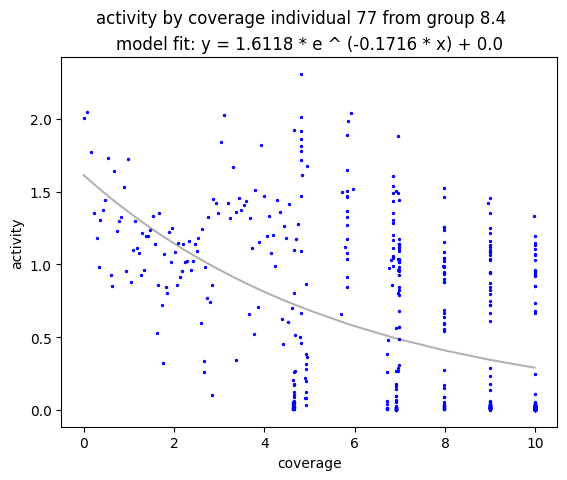 activity by coverage individual 77 from group 8.4
model fit: y = 1.6118 * e ^ (-0.1716 * x) + 0.0
2.0
1.5
1.0
0.5
0.0
activity
0
2
4
6
8
10
coverage